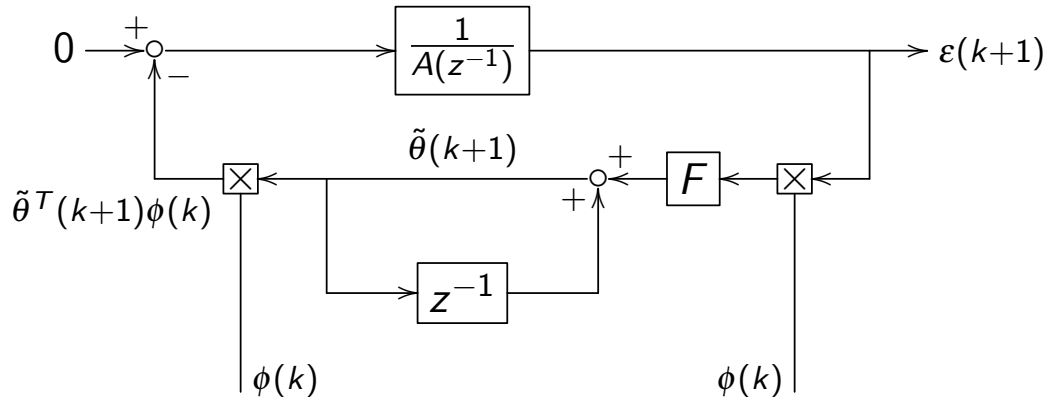 0 + − 1/A(z⁻¹) ε(k+1)
θ̃(k+1) + F
+
θ̃ᵀ(k+1)ϕ(k)
z⁻¹
ϕ(k) ϕ(k)